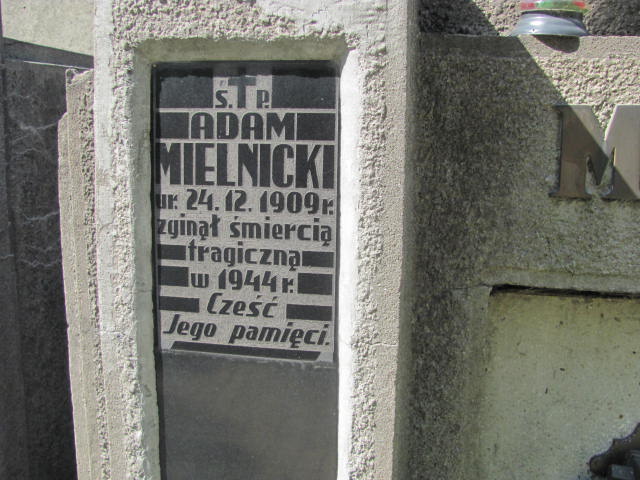 ś. † P.
ADAM
MIELNICKI
ur. 24. 12. 1909 r.
zginął śmiercią
tragiczną
w 1944 r.
Cześć
Jego pamięci.
M